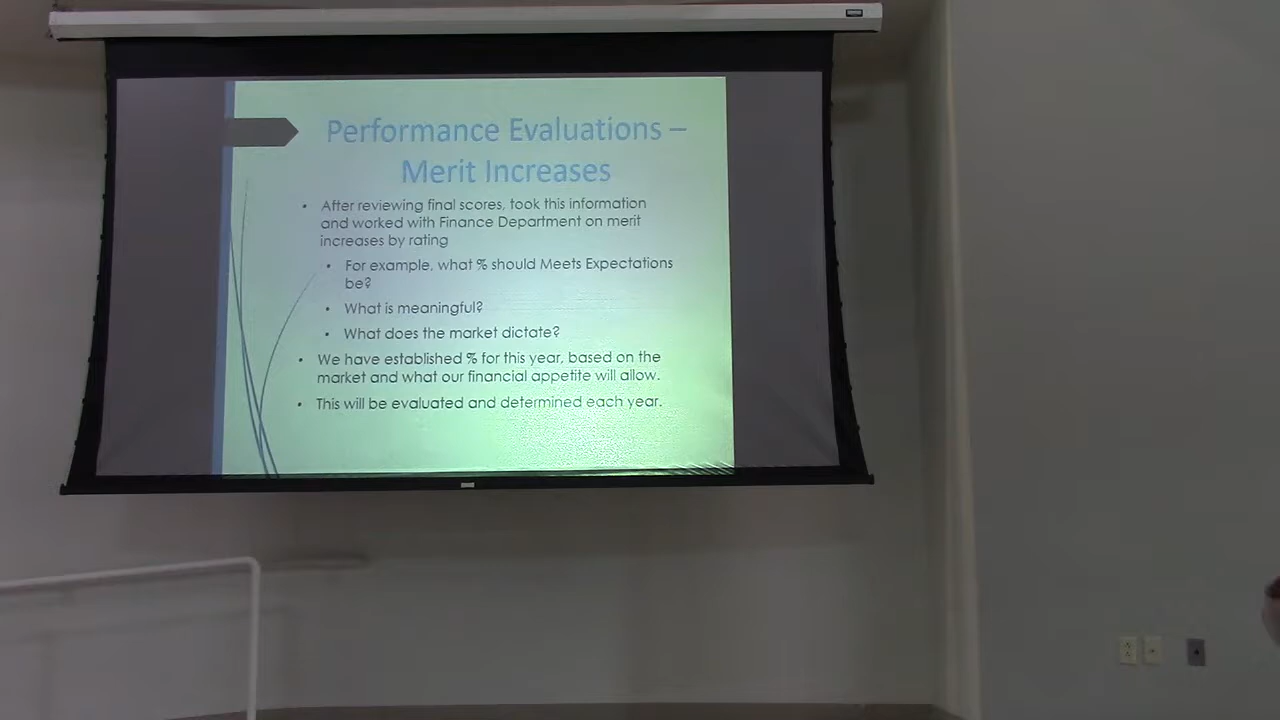 Performance Evaluations –
Merit Increases
• After reviewing final scores, took this information
and worked with Finance Department on merit
increases by rating
• For example, what % should Meets Expectations
be?
• What is meaningful?
• What does the market dictate?
• We have established % for this year, based on the
market and what our financial appetite will allow.
• This will be evaluated and determined each year.